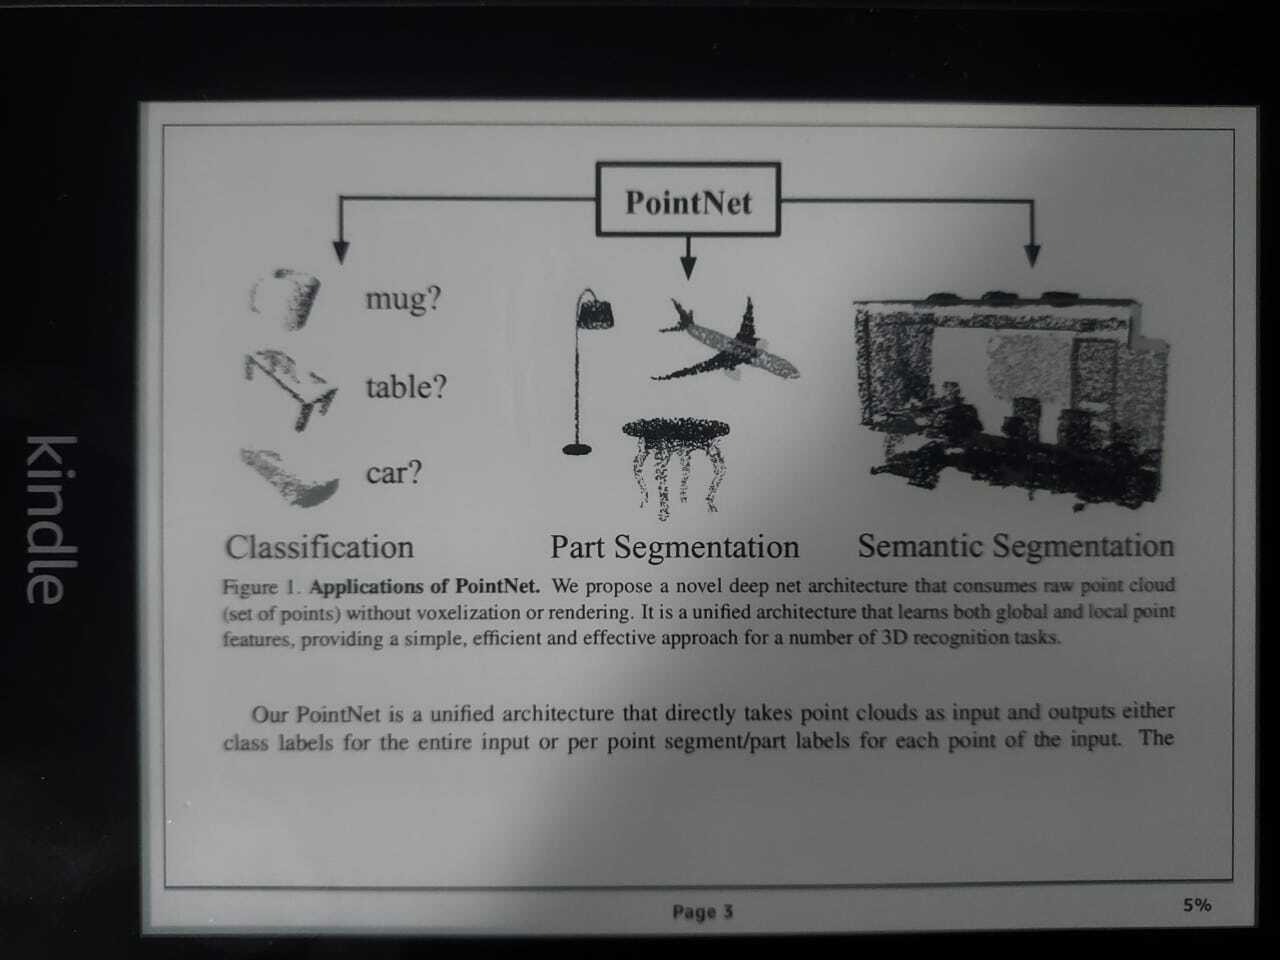 kindle
PointNet
mug?
table?
car?
Classification
Part Segmentation
Semantic Segmentation
Figure 1. Applications of PointNet. We propose a novel deep net architecture that consumes raw point cloud
(set of points) without voxelization or rendering. It is a unified architecture that learns both global and local point
features, providing a simple, efficient and effective approach for a number of 3D recognition tasks.
Our PointNet is a unified architecture that directly takes point clouds as input and outputs either
class labels for the entire input or per point segment/part labels for each point of the input. The
Page 3
5%